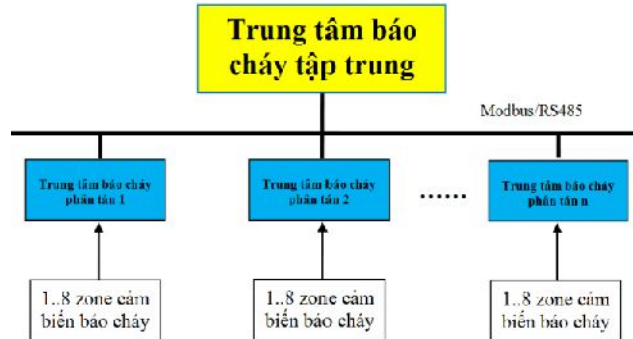 Trung tâm báo
cháy tập trung
Modbus/RS485
Trung tâm báo cháy
phân tán 1
Trung tâm báo cháy
phân tán 2
......
Trung tâm báo cháy
phân tán n
1..8 zone cảm
biến báo cháy
1..8 zone cảm
biến báo cháy
1..8 zone cảm
biến báo cháy